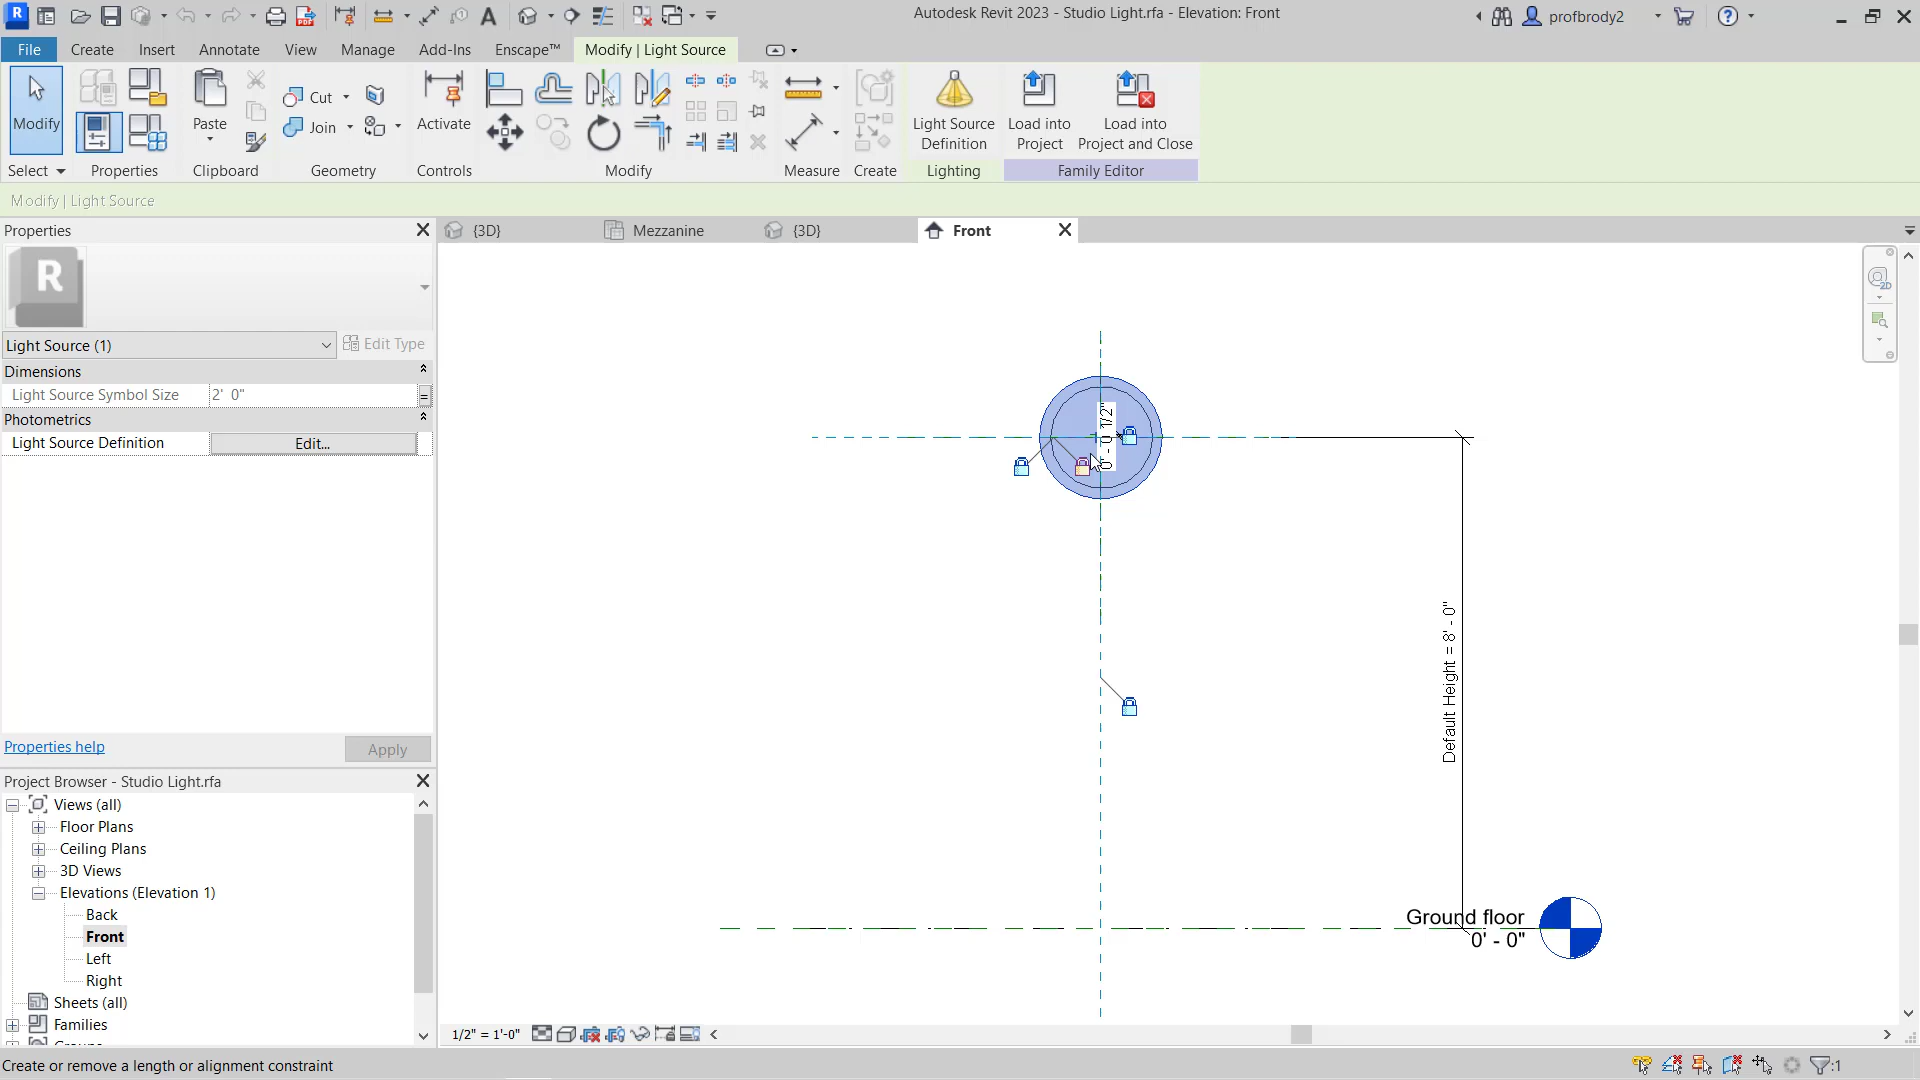 Autodesk Revit 2023 - Studio Light.rfa - Elevation: Front
profbrody2
File
Create
Insert
Annotate
View
Manage
Add-Ins
Enscape™
Modify | Light Source
Modify
Paste
Cut
Join
Activate
Light Source
Definition
Load into
Project
Load into
Project and Close
Select
Properties
Clipboard
Geometry
Controls
Modify
Measure
Create
Lighting
Family Editor
Modify | Light Source
Properties
{3D}
Mezzanine
{3D}
Front
R
Light Source (1)
Edit Type
Dimensions
Light Source Symbol Size
2' 0"
=
Photometrics
Light Source Definition
Edit...
Properties help
Apply
Project Browser - Studio Light.rfa
Views (all)
Floor Plans
Ceiling Plans
3D Views
Elevations (Elevation 1)
Back
Front
Left
Right
Sheets (all)
Families
Groups
0' - 0 1/2"
Default Height = 8' - 0"
Ground floor
0' - 0"
2D
1/2" = 1'-0"
Create or remove a length or alignment constraint
:1